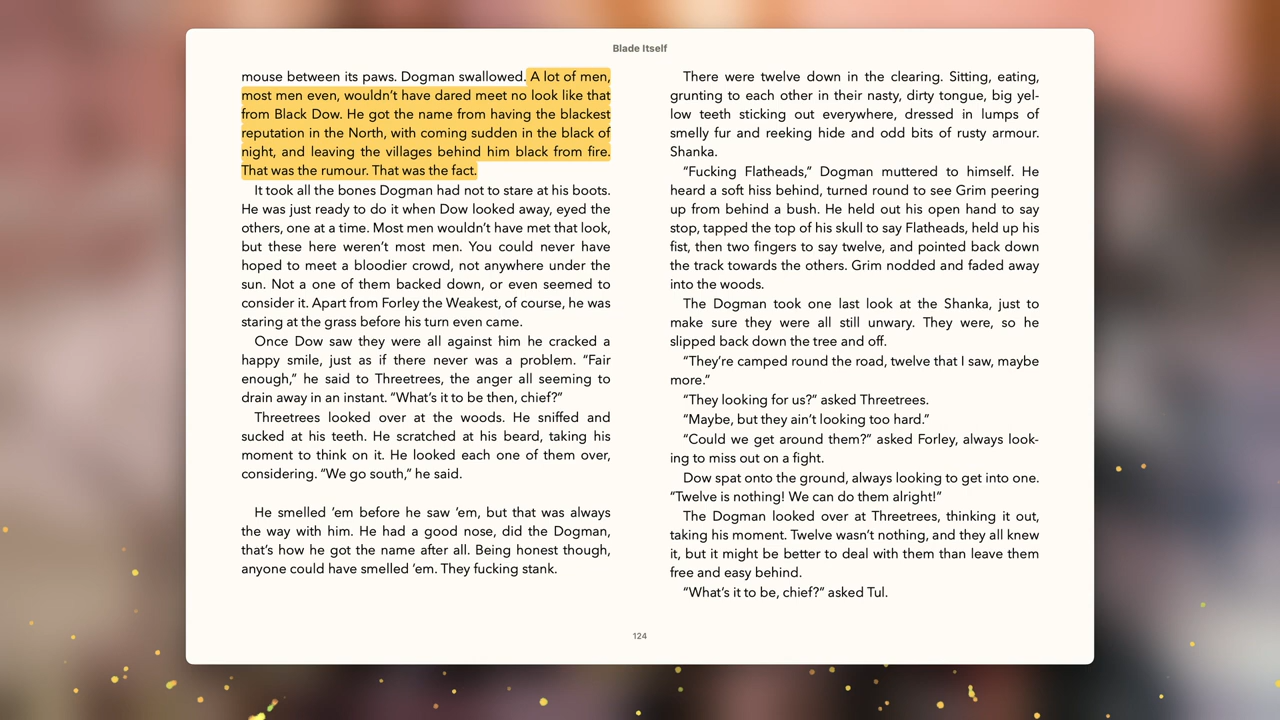 Blade Itself
mouse between its paws. Dogman swallowed. A lot of men,
most men even, wouldn’t have dared meet no look like that
from Black Dow. He got the name from having the blackest
reputation in the North, with coming sudden in the black of
night, and leaving the villages behind him black from fire.
That was the rumour. That was the fact.
It took all the bones Dogman had not to stare at his boots.
He was just ready to do it when Dow looked away, eyed the
others, one at a time. Most men wouldn’t have met that look,
but these here weren’t most men. You could never have
hoped to meet a bloodier crowd, not anywhere under the
sun. Not a one of them backed down, or even seemed to
consider it. Apart from Forley the Weakest, of course, he was
staring at the grass before his turn even came.
Once Dow saw they were all against him he cracked a
happy smile, just as if there never was a problem. “Fair
enough,” he said to Threetrees, the anger all seeming to
drain away in an instant. “What’s it to be then, chief?”
Threetrees looked over at the woods. He sniffed and
sucked at his teeth. He scratched at his beard, taking his
moment to think on it. He looked each one of them over,
considering. “We go south,” he said.
He smelled ’em before he saw ’em, but that was always
the way with him. He had a good nose, did the Dogman,
that’s how he got the name after all. Being honest though,
anyone could have smelled ’em. They fucking stank.
There were twelve down in the clearing. Sitting, eating,
grunting to each other in their nasty, dirty tongue, big yel-
low teeth sticking out everywhere, dressed in lumps of
smelly fur and reeking hide and odd bits of rusty armour.
Shanka.
“Fucking Flatheads,” Dogman muttered to himself. He
heard a soft hiss behind, turned round to see Grim peering
up from behind a bush. He held out his open hand to say
stop, tapped the top of his skull to say Flatheads, held up his
fist, then two fingers to say twelve, and pointed back down
the track towards the others. Grim nodded and faded away
into the woods.
The Dogman took one last look at the Shanka, just to
make sure they were all still unwary. They were, so he
slipped back down the tree and off.
“They’re camped round the road, twelve that I saw, maybe
more.”
“They looking for us?” asked Threetrees.
“Maybe, but they ain’t looking too hard.”
“Could we get around them?” asked Forley, always look-
ing to miss out on a fight.
Dow spat onto the ground, always looking to get into one.
“Twelve is nothing! We can do them alright!”
The Dogman looked over at Threetrees, thinking it out,
taking his moment. Twelve wasn’t nothing, and they all knew
it, but it might be better to deal with them than leave them
free and easy behind.
“What’s it to be, chief?” asked Tul.
124